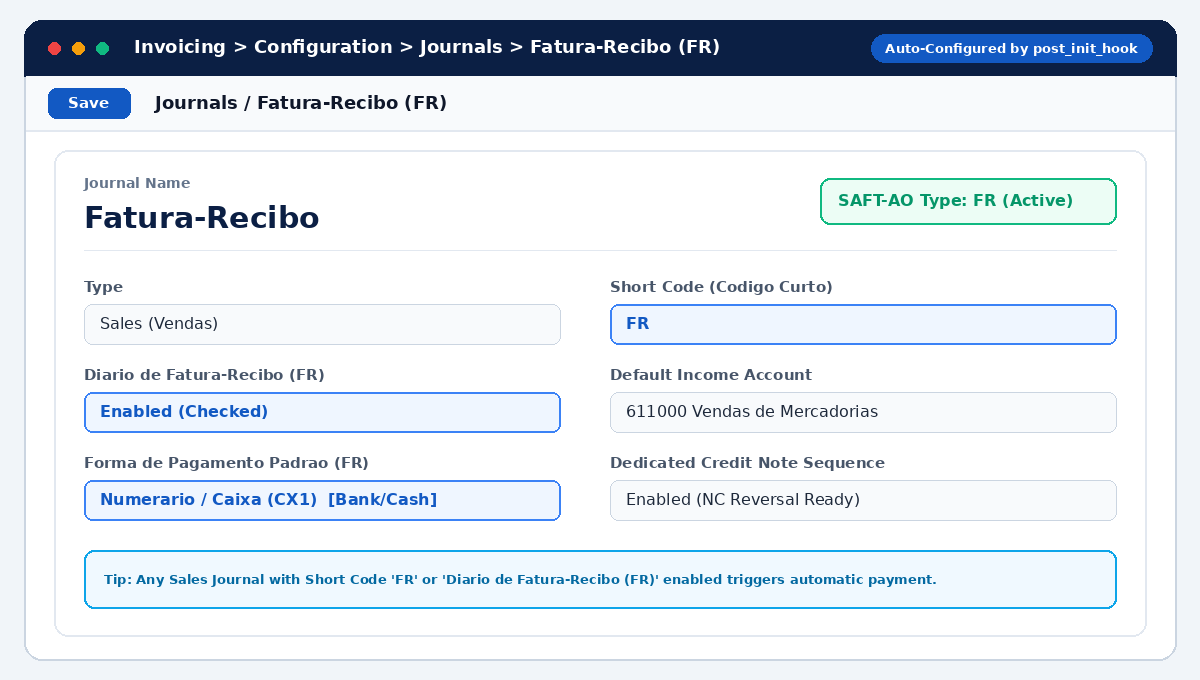 Invoicing > Configuration > Journals > Fatura-Recibo (FR)
Auto-Configured by post_init_hook
Save
Journals / Fatura-Recibo (FR)
Journal Name
Fatura-Recibo
SAFT-AO Type: FR (Active)
Type
Sales (Vendas)
Short Code (Codigo Curto)
FR
Diario de Fatura-Recibo (FR)
Enabled (Checked)
Default Income Account
611000 Vendas de Mercadorias
Forma de Pagamento Padrao (FR)
Numerario / Caixa (CX1)  [Bank/Cash]
Dedicated Credit Note Sequence
Enabled (NC Reversal Ready)
Tip: Any Sales Journal with Short Code 'FR' or 'Diario de Fatura-Recibo (FR)' enabled triggers automatic payment.